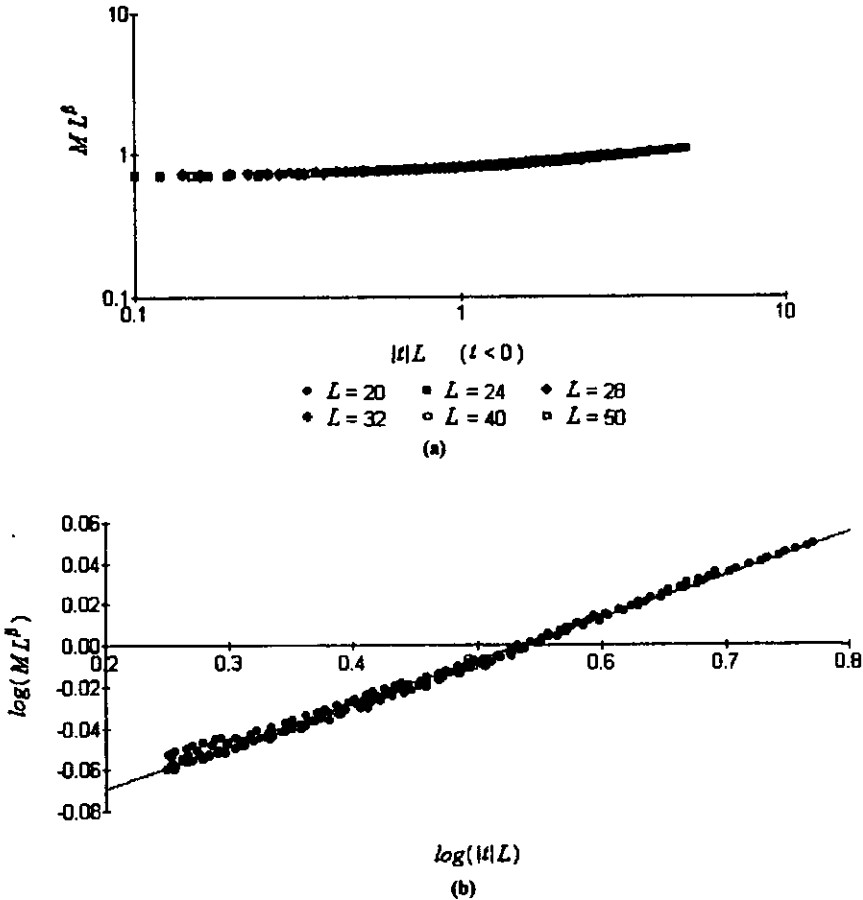 10
M L^β
1
0.1
0.1 1 10
|t|L (t < 0)
● L = 20 ■ L = 24 ◆ L = 28
◆ L = 32 ○ L = 40 □ L = 50
(a)
0.06
0.04
0.02
0.00
0.2 0.3 0.4 0.5 0.6 0.7 0.8
-0.02
-0.04
-0.06
-0.08
log(M L^β)
log(|t|L)
(b)